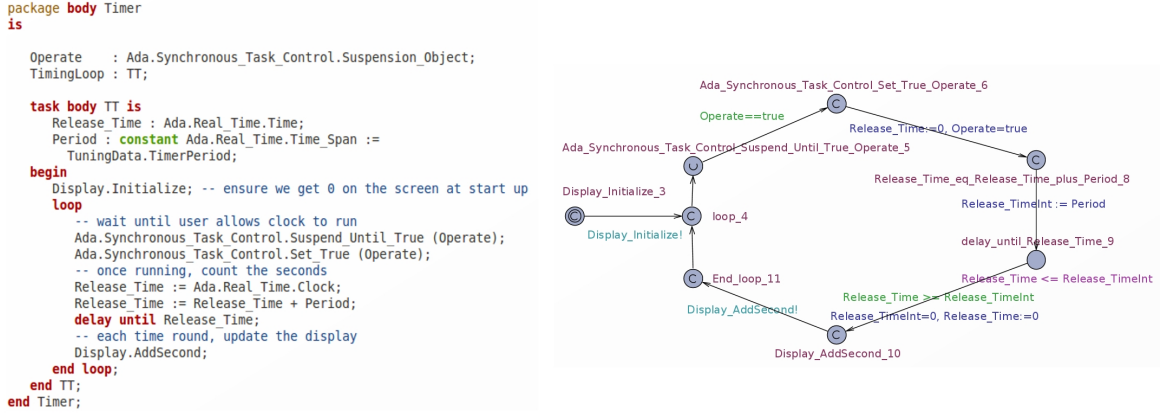 package body Timer
is
Operate    : Ada.Synchronous_Task_Control.Suspension_Object;
TimingLoop : TT;
task body TT is
Release_Time : Ada.Real_Time.Time;
Period : constant Ada.Real_Time.Time_Span :=
TuningData.TimerPeriod;
begin
Display.Initialize; -- ensure we get 0 on the screen at start up
loop
-- wait until user allows clock to run
Ada.Synchronous_Task_Control.Suspend_Until_True (Operate);
Ada.Synchronous_Task_Control.Set_True (Operate);
-- once running, count the seconds
Release_Time := Ada.Real_Time.Clock;
Release_Time := Release_Time + Period;
delay until Release_Time;
-- each time round, update the display
Display.AddSecond;
end loop;
end TT;
end Timer;
Ada_Synchronous_Task_Control_Set_True_Operate_6
C
Operate==true
Release_Time:=0, Operate=true
Ada_Synchronous_Task_Control_Suspend_Until_True_Operate_5
U
C
Release_Time_eq_Release_Time_plus_Period_8
Display_Initialize_3
C
C
loop_4
Release_TimeInt := Period
Display_Initialize!
delay_until_Release_Time_9
C
End_loop_11
Release_Time <= Release_TimeInt
Release_Time >= Release_TimeInt
Display_AddSecond!
Release_TimeInt=0, Release_Time:=0
C
Display_AddSecond_10